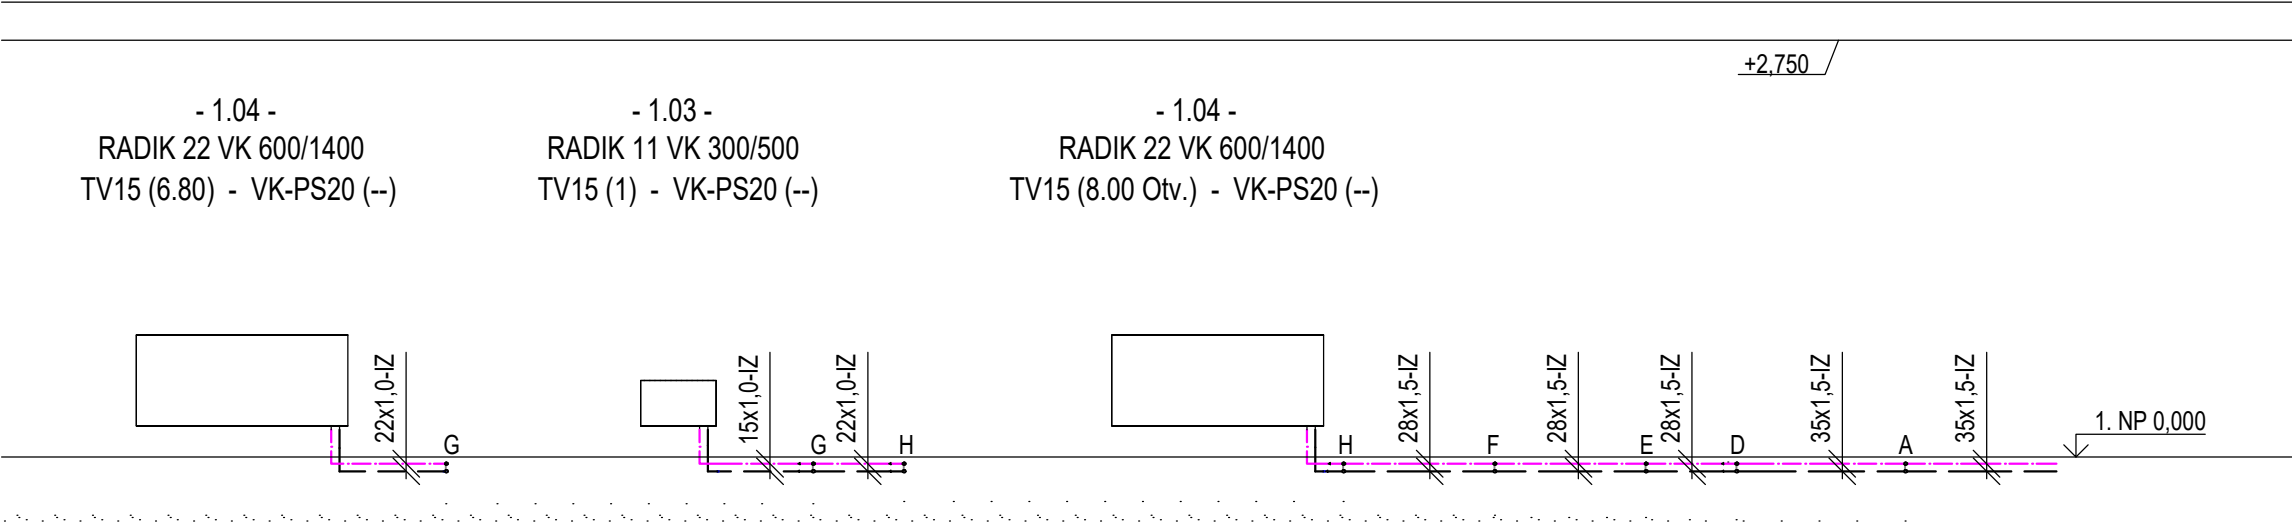 +2,750
- 1.04 -
RADIK 22 VK 600/1400
TV15 (6.80) - VK-PS20 (--)
- 1.03 -
RADIK 11 VK 300/500
TV15 (1) - VK-PS20 (--)
- 1.04 -
RADIK 22 VK 600/1400
TV15 (8.00 Otv.) - VK-PS20 (--)
22x1,0-IZ
G
15x1,0-IZ
G
22x1,0-IZ
H
H
28x1,5-IZ
F
28x1,5-IZ
E
28x1,5-IZ
D
35x1,5-IZ
A
35x1,5-IZ
1. NP 0,000